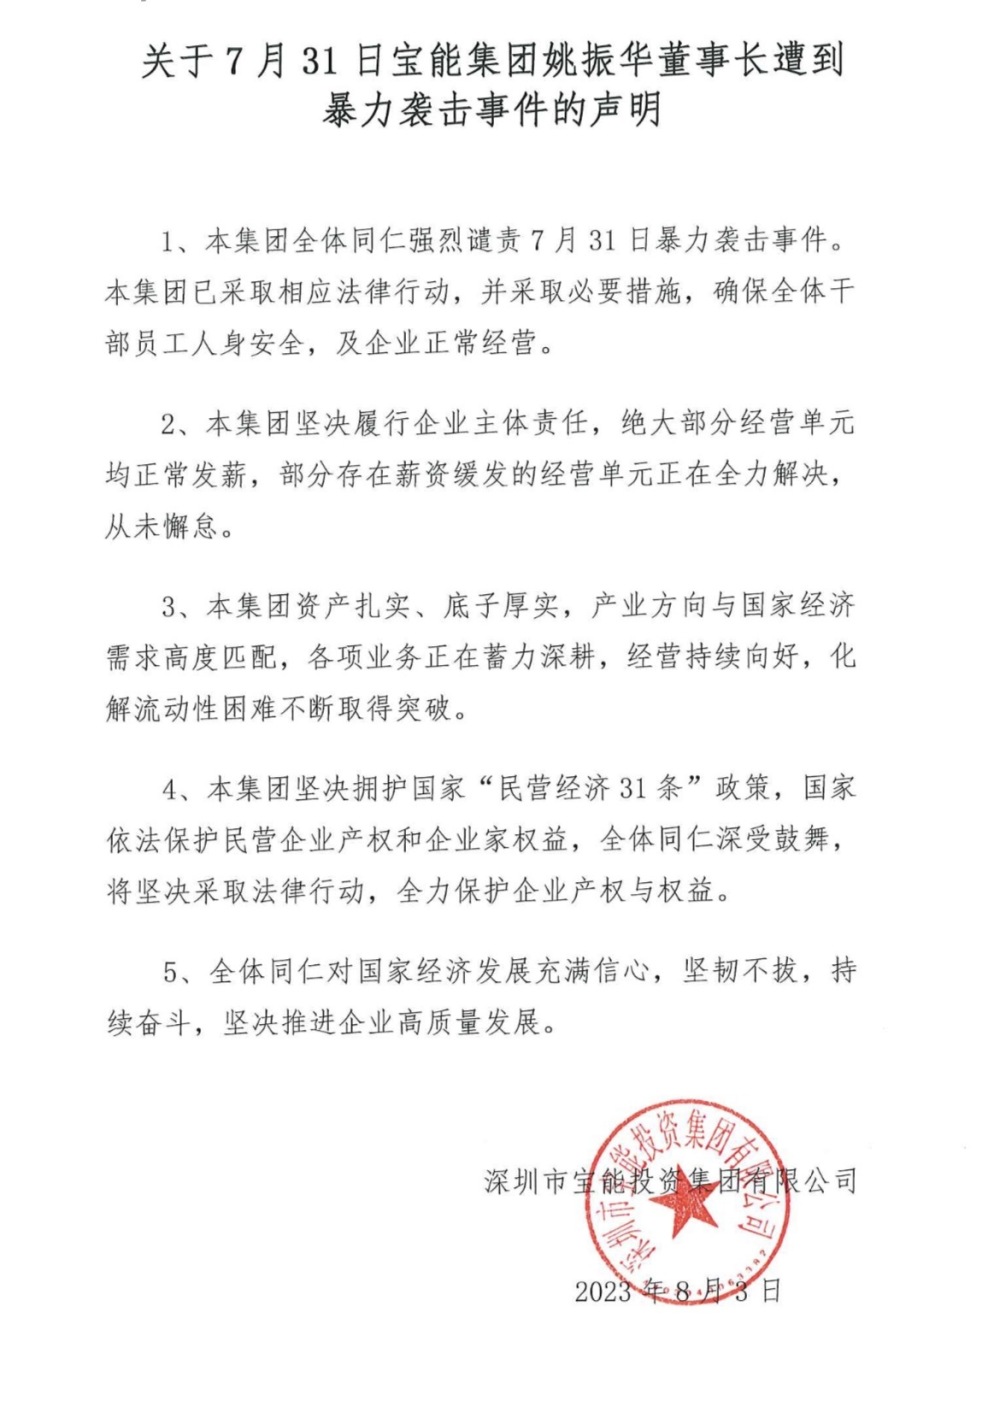 关于7月31日宝能集团姚振华董事长遭到
暴力袭击事件的声明
1、本集团全体同仁强烈谴责7月31日暴力袭击事件。
本集团已采取相应法律行动，并采取必要措施，确保全体干
部员工人身安全，及企业正常经营。
2、本集团坚决履行企业主体责任，绝大部分经营单元
均正常发薪，部分存在薪资缓发的经营单元正在全力解决，
从未懈怠。
3、本集团资产扎实、底子厚实，产业方向与国家经济
需求高度匹配，各项业务正在蓄力深耕，经营持续向好，化
解流动性困难不断取得突破。
4、本集团坚决拥护国家“民营经济31条”政策，国家
依法保护民营企业产权和企业家权益，全体同仁深受鼓舞，
将坚决采取法律行动，全力保护企业产权与权益。
5、全体同仁对国家经济发展充满信心，坚韧不拔，持
续奋斗，坚决推进企业高质量发展。
深圳市宝能投资集团有限公司
深圳市宝能投资集团有限公司
2023年8月3日